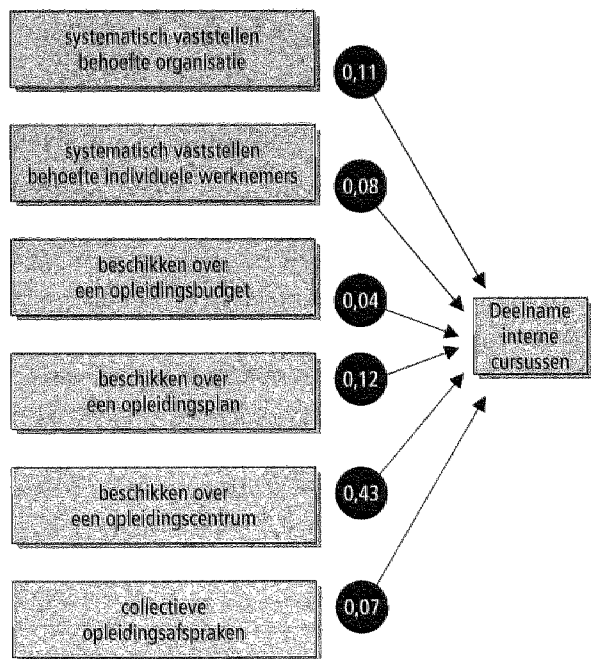 systematisch vaststellen
behoefte organisatie
0,11
systematisch vaststellen
behoefte individuele werknemers
0,08
beschikken over
een opleidingsbudget
0,04
Deelname
interne
cursussen
beschikken over
een opleidingsplan
0,12
beschikken over
een opleidingscentrum
0,43
collectieve
opleidingsafspraken
0,07